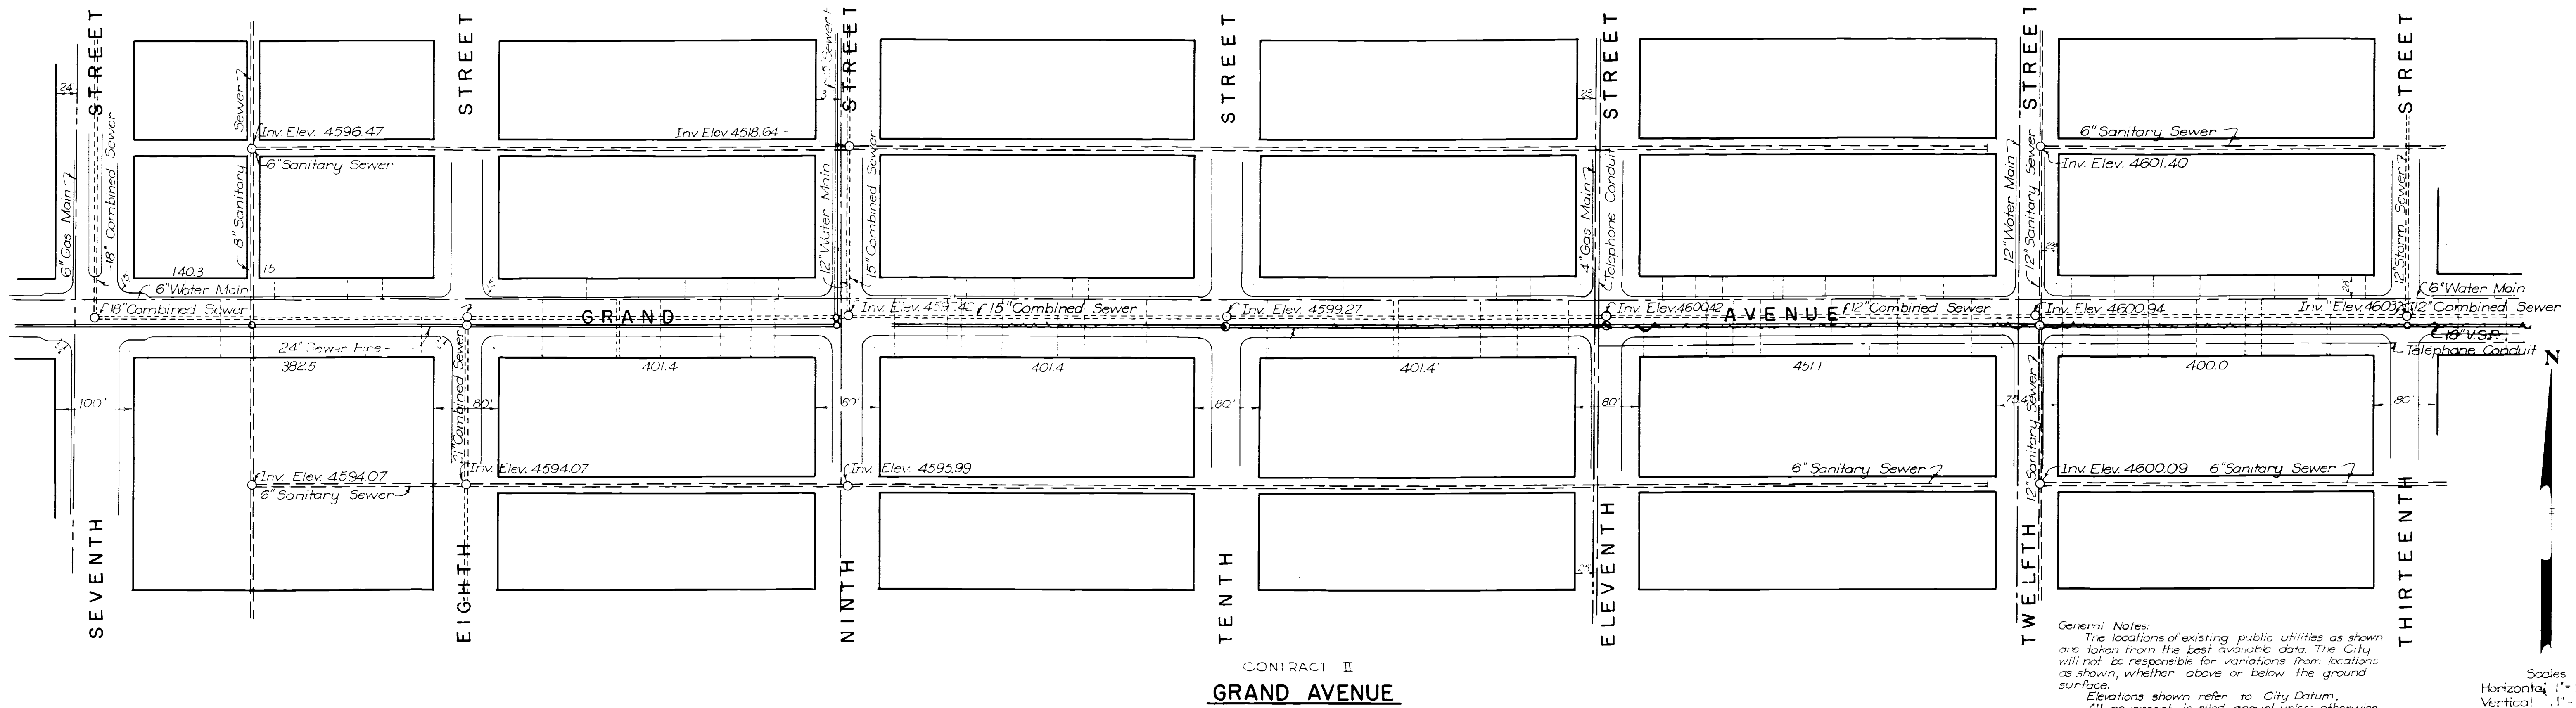 STREET
STREET
STREET
STREET
STREET
STREET
STREET
24
Sewer
3
23'
Inv. Elev. 4596.47
Inv. Elev. 4518.64
6" Sanitary Sewer
6" Sanitary Sewer
Inv. Elev. 4601.40
6" Gas Main
18" Combined Sewer
8" Sanitary
12" Water Main
15" Combined Sewer
4" Gas Main
Telephone Conduit
12" Water Main
12" Sanitary Sewer
12" Storm Sewer
140.3
15
6" Water Main
18" Combined Sewer
GRAND
15" Combined Sewer
Inv. Elev. 4599.27
Inv. Elev. 4600.42
AVENUE
12" Combined Sewer
Inv. Elev. 4600.94
Inv. Elev.
6" Water Main
12" Combined Sewer
18" V.S.P.
Telephone Conduit
24" Sewer
382.5
401.4
401.4
401.4'
451.1'
400.0
N
100'
80'
80'
80'
80'
Combined Sewer
12" Sanitary Sewer
Inv. Elev. 4594.07
6" Sanitary Sewer
Inv. Elev. 4594.07
Inv. Elev. 4595.99
6" Sanitary Sewer
Inv. Elev. 4600.09
6" Sanitary Sewer
25'
SEVENTH
EIGHTH
NINTH
TENTH
ELEVENTH
TWELFTH
THIRTEENTH
CONTRACT II
GRAND AVENUE
General Notes:
The locations of existing public utilities as shown
are taken from the best available data. The City
will not be responsible for variations from locations
as shown, whether above or below the ground
surface.
Elevations shown refer to City Datum.
Scales
Horizontal 1"=
Vertical 1"=